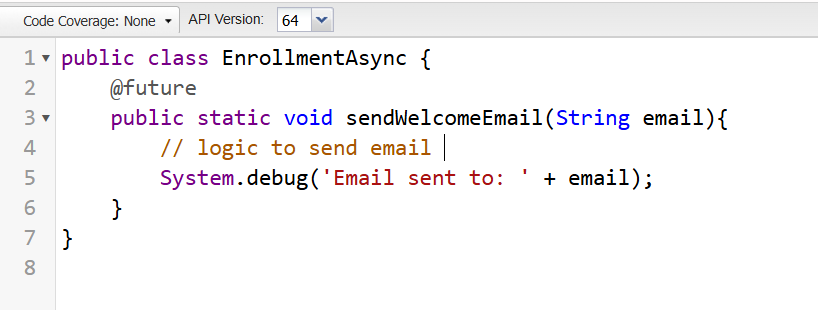 Code Coverage: None API Version: 64
1 public class EnrollmentAsync {
2 @future
3 public static void sendWelcomeEmail(String email){
4 // logic to send email
5 System.debug('Email sent to: ' + email);
6 }
7 }
8